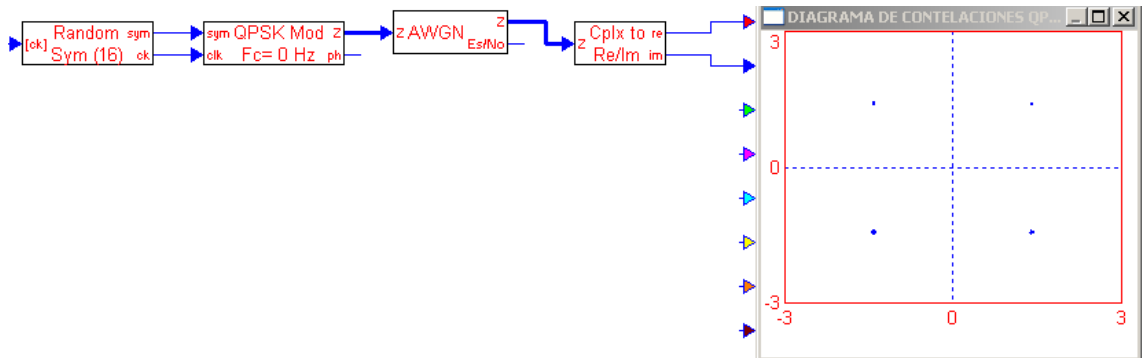 [ck] Random sym
Sym (16) ck
sym QPSK Mod Z
clk Fc= 0 Hz ph
z AWGN Z
Es/No
z Cplx to re
Re/Im im
DIAGRAMA DE CONTELACIONES QP...
3
0
-3
-3 0 3